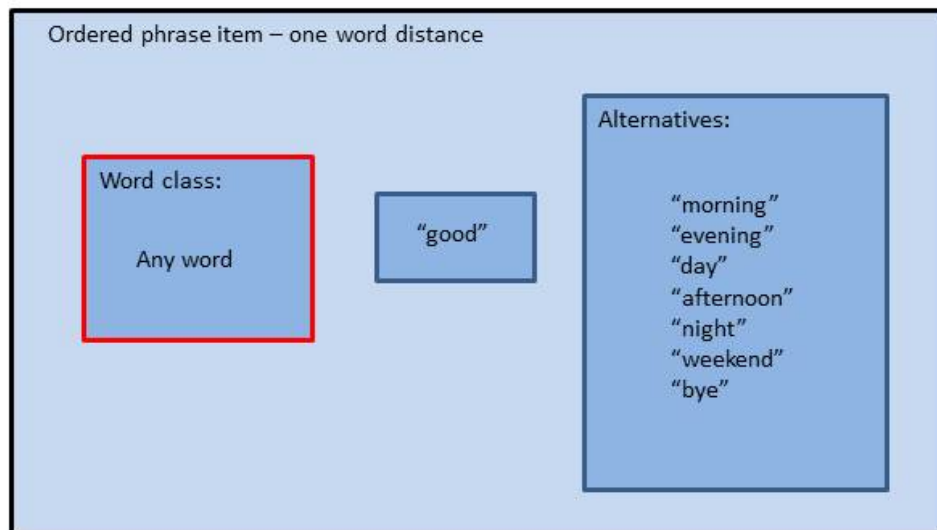 Ordered phrase item – one word distance
Word class:
Any word
“good”
Alternatives:
“morning”
“evening”
“day”
“afternoon”
“night”
“weekend”
“bye”